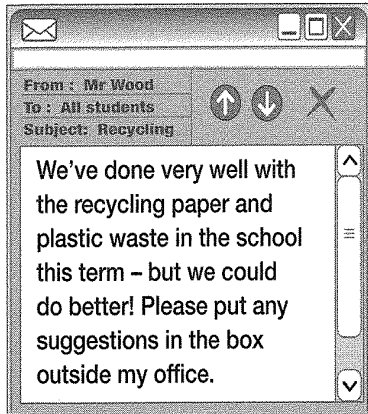 From : Mr Wood
To : All students
Subject: Recycling
We've done very well with
the recycling paper and
plastic waste in the school
this term – but we could
do better! Please put any
suggestions in the box
outside my office.